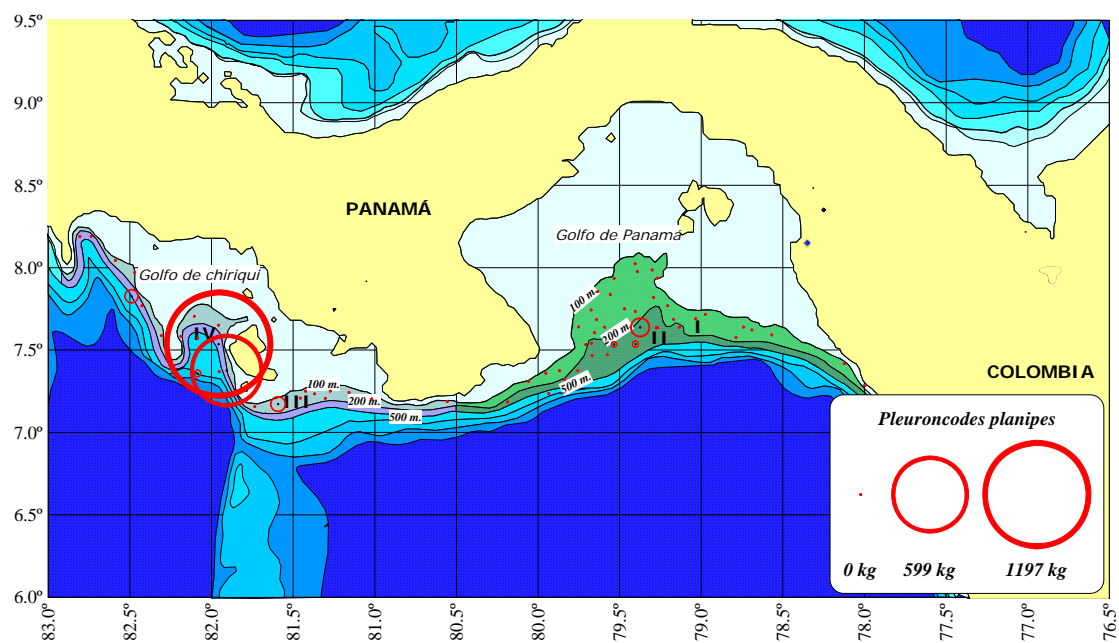 9.5º
9.0º
8.5º
8.0º
7.5º
7.0º
6.5º
6.0º
PANAMÁ
Golfo de Panamá
Golfo de chiriqui
COLOMBIA
100 m.
200 m.
500 m.
I
II
IV
III
100 m.
200 m.
500 m.
Pleuroncodes planipes
0 kg 599 kg 1197 kg
83.0º 82.5º 82.0º 81.5º 81.0º 80.5º 80.0º 79.5º 79.0º 78.5º 78.0º 77.5º 77.0º 76.5º